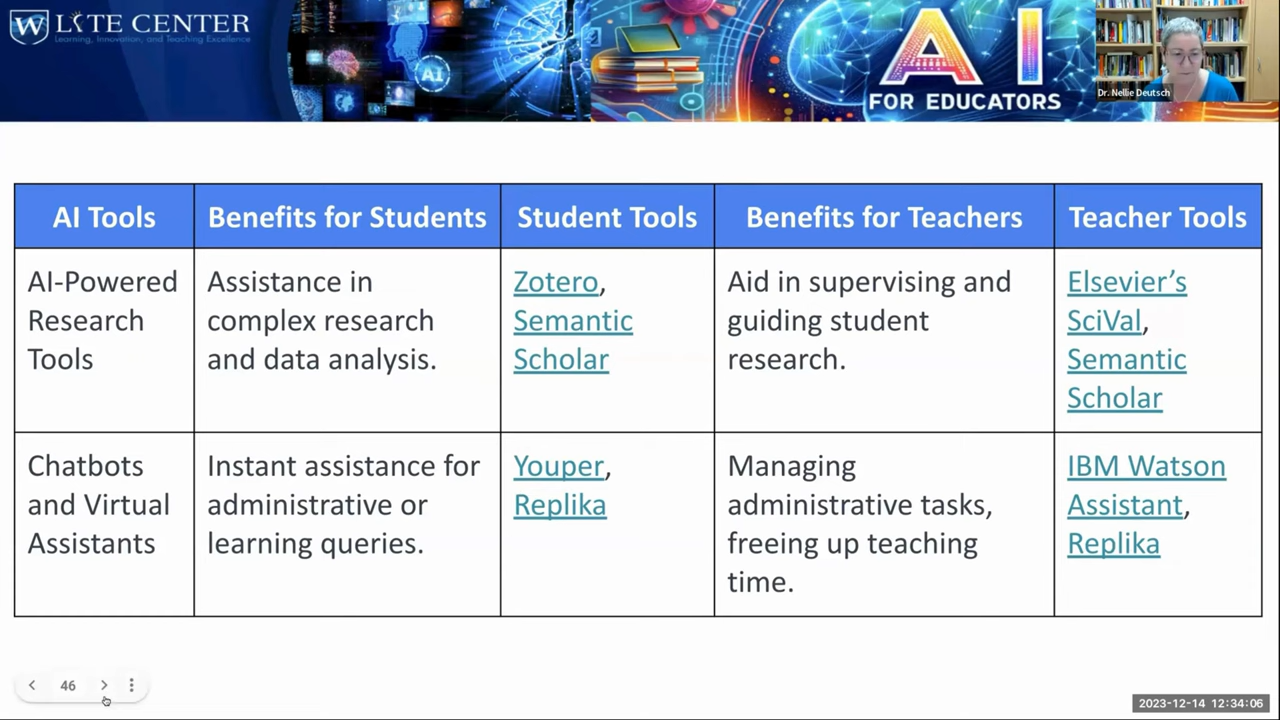 W LITE CENTER
Learning, Innovation, and Teaching Excellence
AI
AI
FOR EDUCATORS
Dr. Nellie Deutsch
AI Tools
Benefits for Students
Student Tools
Benefits for Teachers
Teacher Tools
AI-Powered
Research
Tools
Assistance in
complex research
and data analysis.
Zotero,
Semantic
Scholar
Aid in supervising and
guiding student
research.
Elsevier’s
SciVal,
Semantic
Scholar
Chatbots
and Virtual
Assistants
Instant assistance for
administrative or
learning queries.
Youper,
Replika
Managing
administrative tasks,
freeing up teaching
time.
IBM Watson
Assistant,
Replika
46
2023-12-14 12:34:06